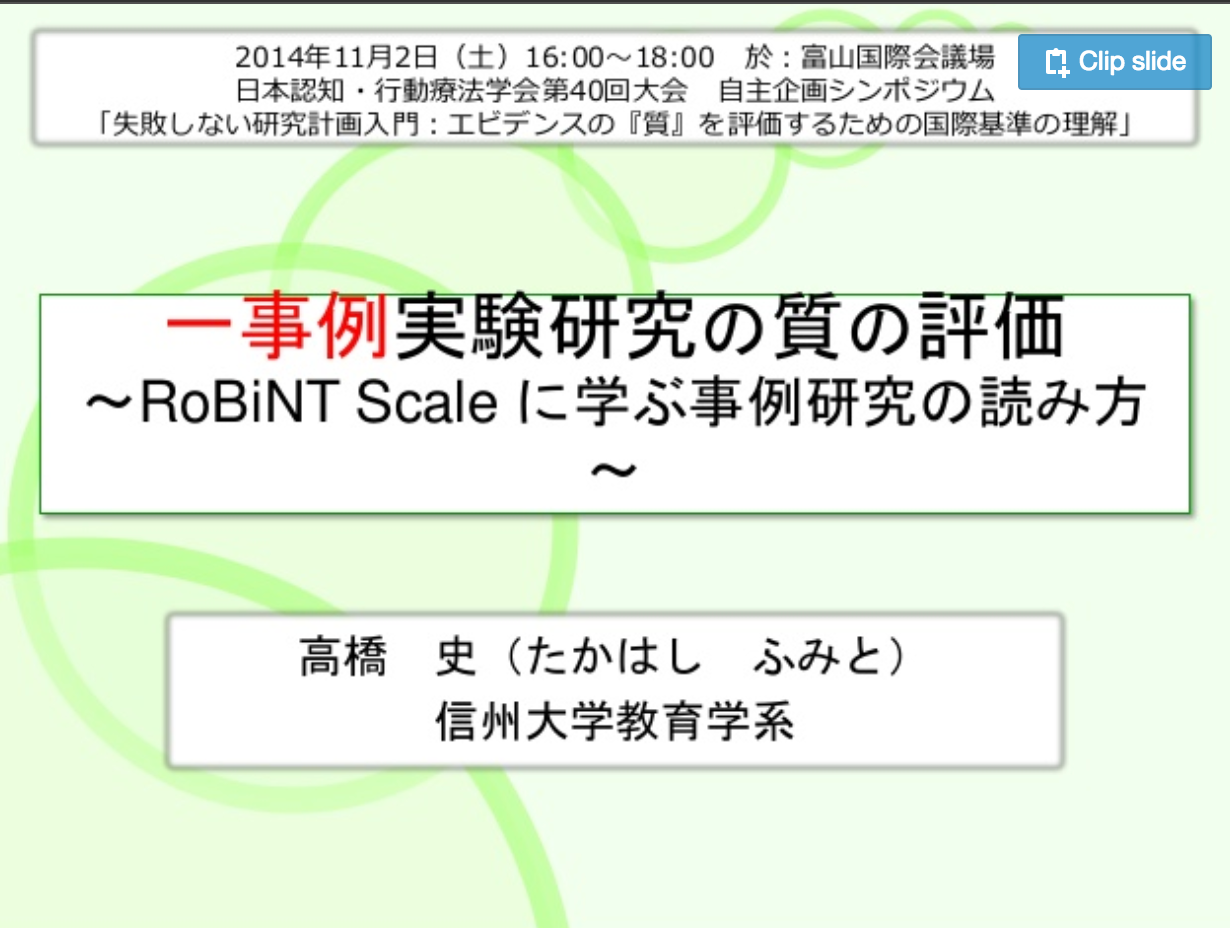 2014年11月2日（土）16:00～18:00　於：富山国際会議場
Clip slide
日本認知・行動療法学会第40回大会　自主企画シンポジウム
「失敗しない研究計画入門：エビデンスの『質』を評価するための国際基準の理解」
一事例実験研究の質の評価
～RoBiNT Scale に学ぶ事例研究の読み方
～
高橋　史（たかはし　ふみと）
信州大学教育学系